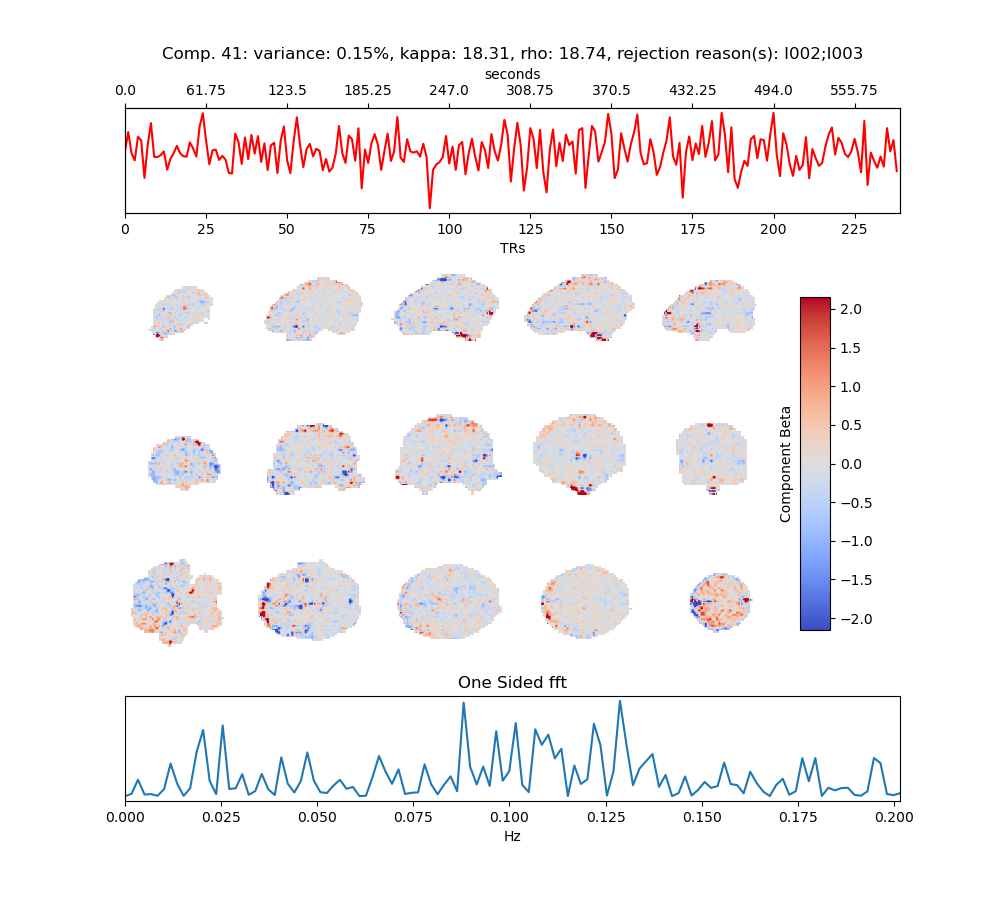 Comp. 41: variance: 0.15%, kappa: 18.31, rho: 18.74, rejection reason(s): I002;I003
seconds
0.0 61.75 123.5 185.25 247.0 308.75 370.5 432.25 494.0 555.75
0 25 50 75 100 125 150 175 200 225
TRs
2.0
1.5
1.0
0.5
0.0
−0.5
−1.0
−1.5
−2.0
Component Beta
One Sided fft
0.000 0.025 0.050 0.075 0.100 0.125 0.150 0.175 0.200
Hz